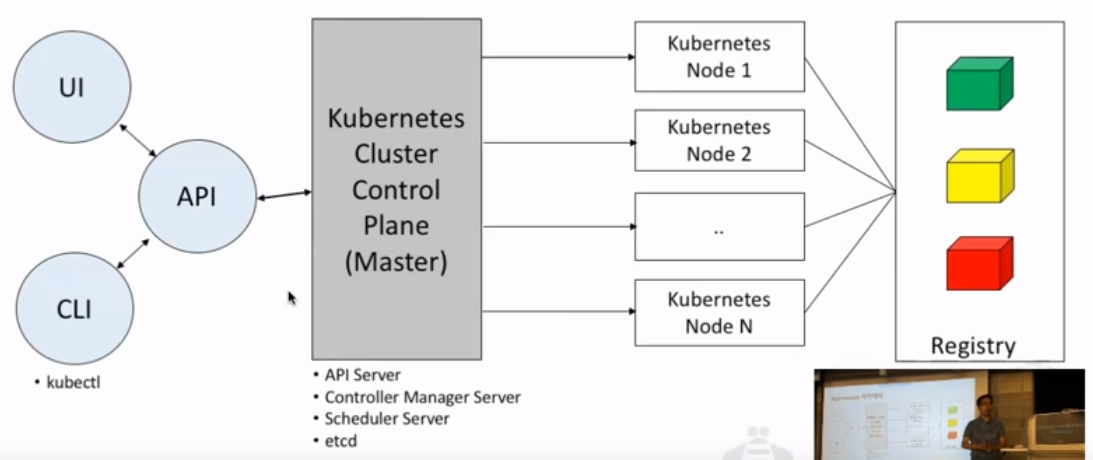 UI
API
CLI
• kubectl
Kubernetes
Cluster
Control
Plane
(Master)
• API Server
• Controller Manager Server
• Scheduler Server
• etcd
Kubernetes
Node 1
Kubernetes
Node 2
..
Kubernetes
Node N
Registry